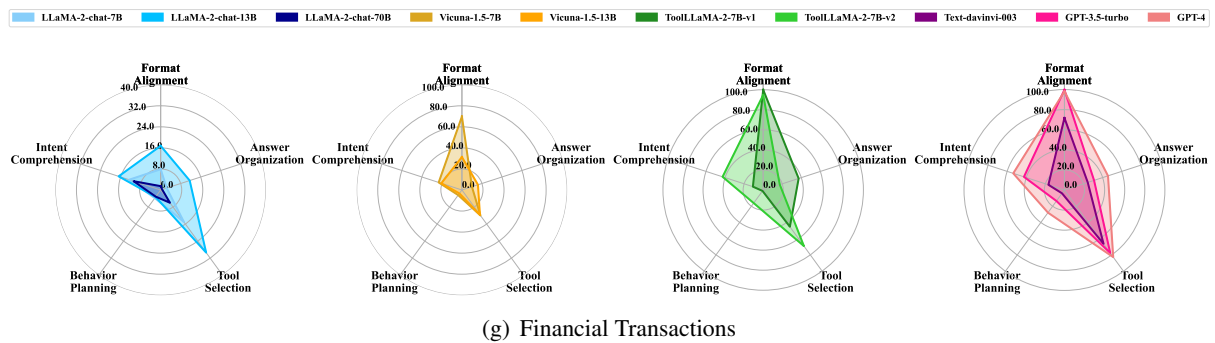 LLaMA-2-chat-7B LLaMA-2-chat-13B LLaMA-2-chat-70B Vicuna-1.5-7B Vicuna-1.5-13B ToolLLaMA-2-7B-v1 ToolLLaMA-2-7B-v2 Text-davinvi-003 GPT-3.5-turbo GPT-4
Format
Alignment
40.0
32.0
24.0
16.0
8.0
Intent
Comprehension
Answer
Organization
Behavior
Planning
Tool
Selection
Format
Alignment
100.0
80.0
60.0
40.0
20.0
0.0
Intent
Comprehension
Answer
Organization
Behavior
Planning
Tool
Selection
Format
Alignment
100.0
80.0
60.0
40.0
20.0
0.0
Intent
Comprehension
Answer
Organization
Behavior
Planning
Tool
Selection
Format
Alignment
100.0
80.0
60.0
40.0
20.0
0.0
Intent
Comprehension
Answer
Organization
Behavior
Planning
Tool
Selection
(g) Financial Transactions